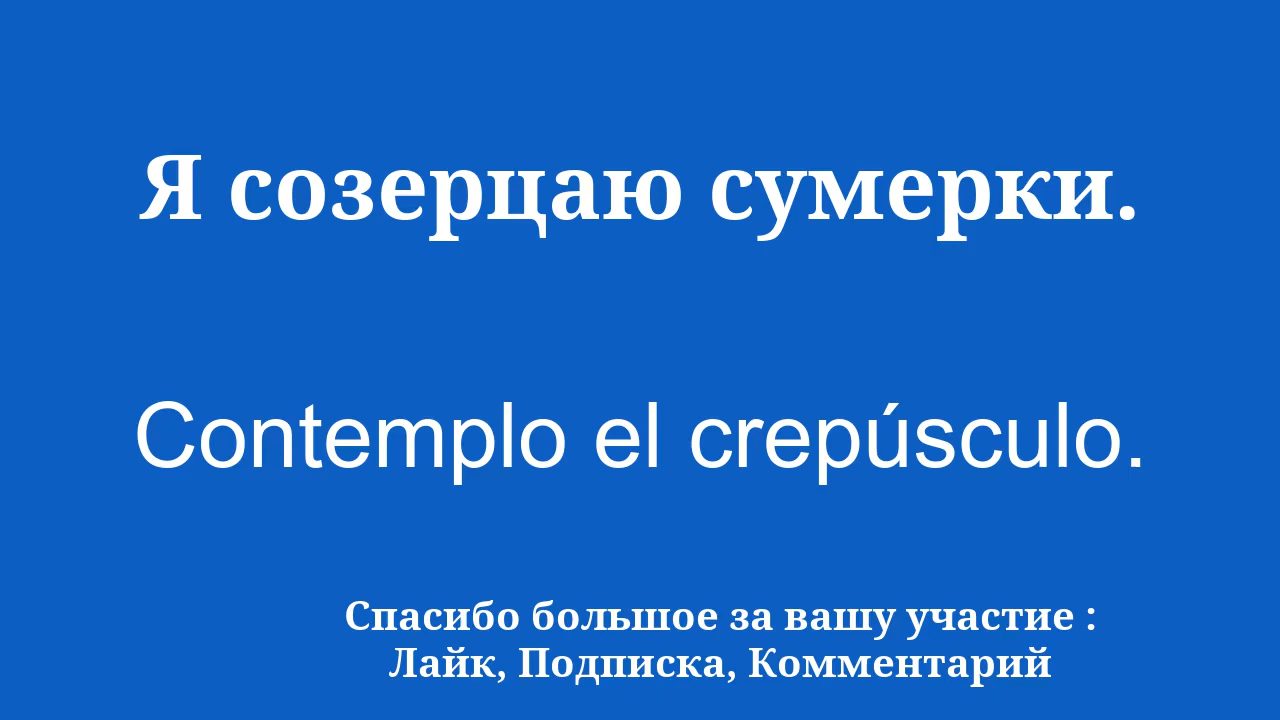 Я созерцаю сумерки.
Contemplo el crepúsculo.
Спасибо большое за вашу участие :
Лайк, Подписка, Комментарий